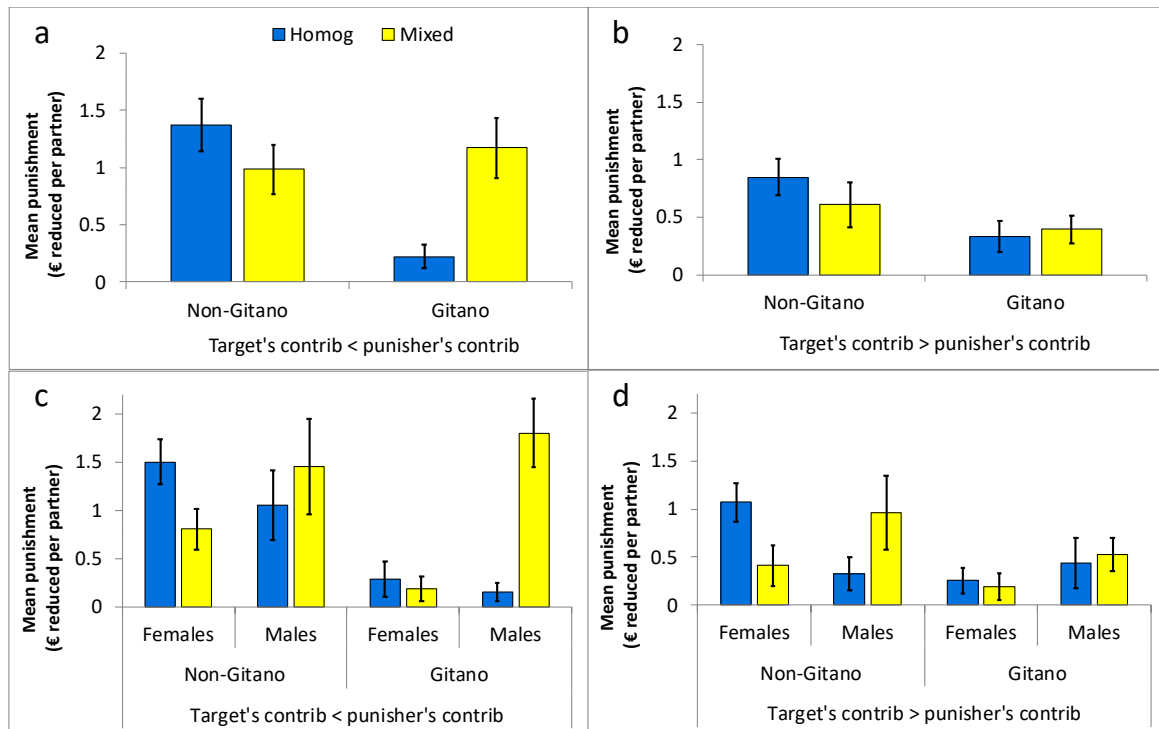 a
Homog
Mixed
Mean punishment
(€ reduced per partner)
2
1.5
1
0.5
0
Non-Gitano
Gitano
Target's contrib < punisher's contrib
b
Mean punishment
(€ reduced per partner)
2
1.5
1
0.5
0
Non-Gitano
Gitano
Target's contrib > punisher's contrib
c
Mean punishment
(€ reduced per partner)
2
1.5
1
0.5
0
Females
Males
Females
Males
Non-Gitano
Gitano
Target's contrib < punisher's contrib
d
Mean punishment
(€ reduced per partner)
2
1.5
1
0.5
0
Females
Males
Females
Males
Non-Gitano
Gitano
Target's contrib > punisher's contrib